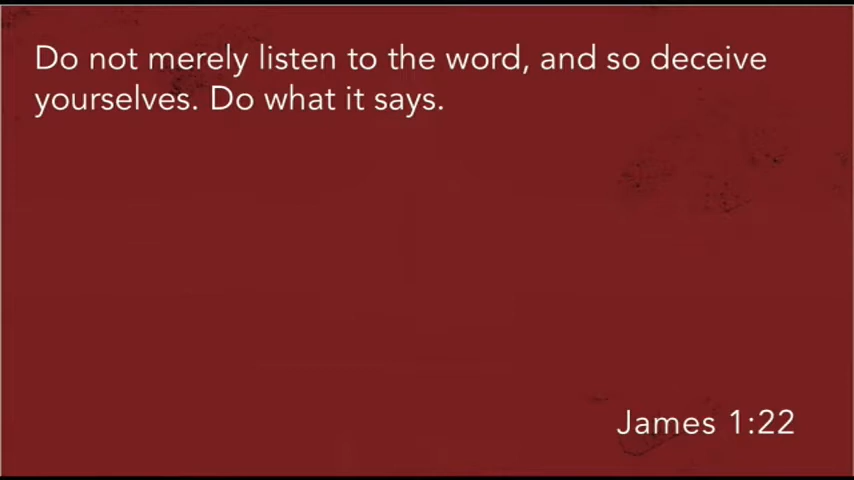 Do not merely listen to the word, and so deceive
yourselves. Do what it says.
James 1:22